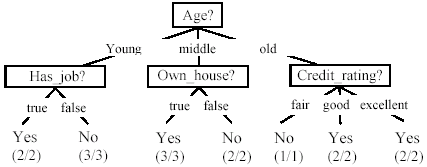 Age?
Young middle old
Has_job? Own_house? Credit_rating?
true false true false fair good excellent
Yes No Yes No No Yes Yes
(2/2) (3/3) (3/3) (2/2) (1/1) (2/2) (2/2)